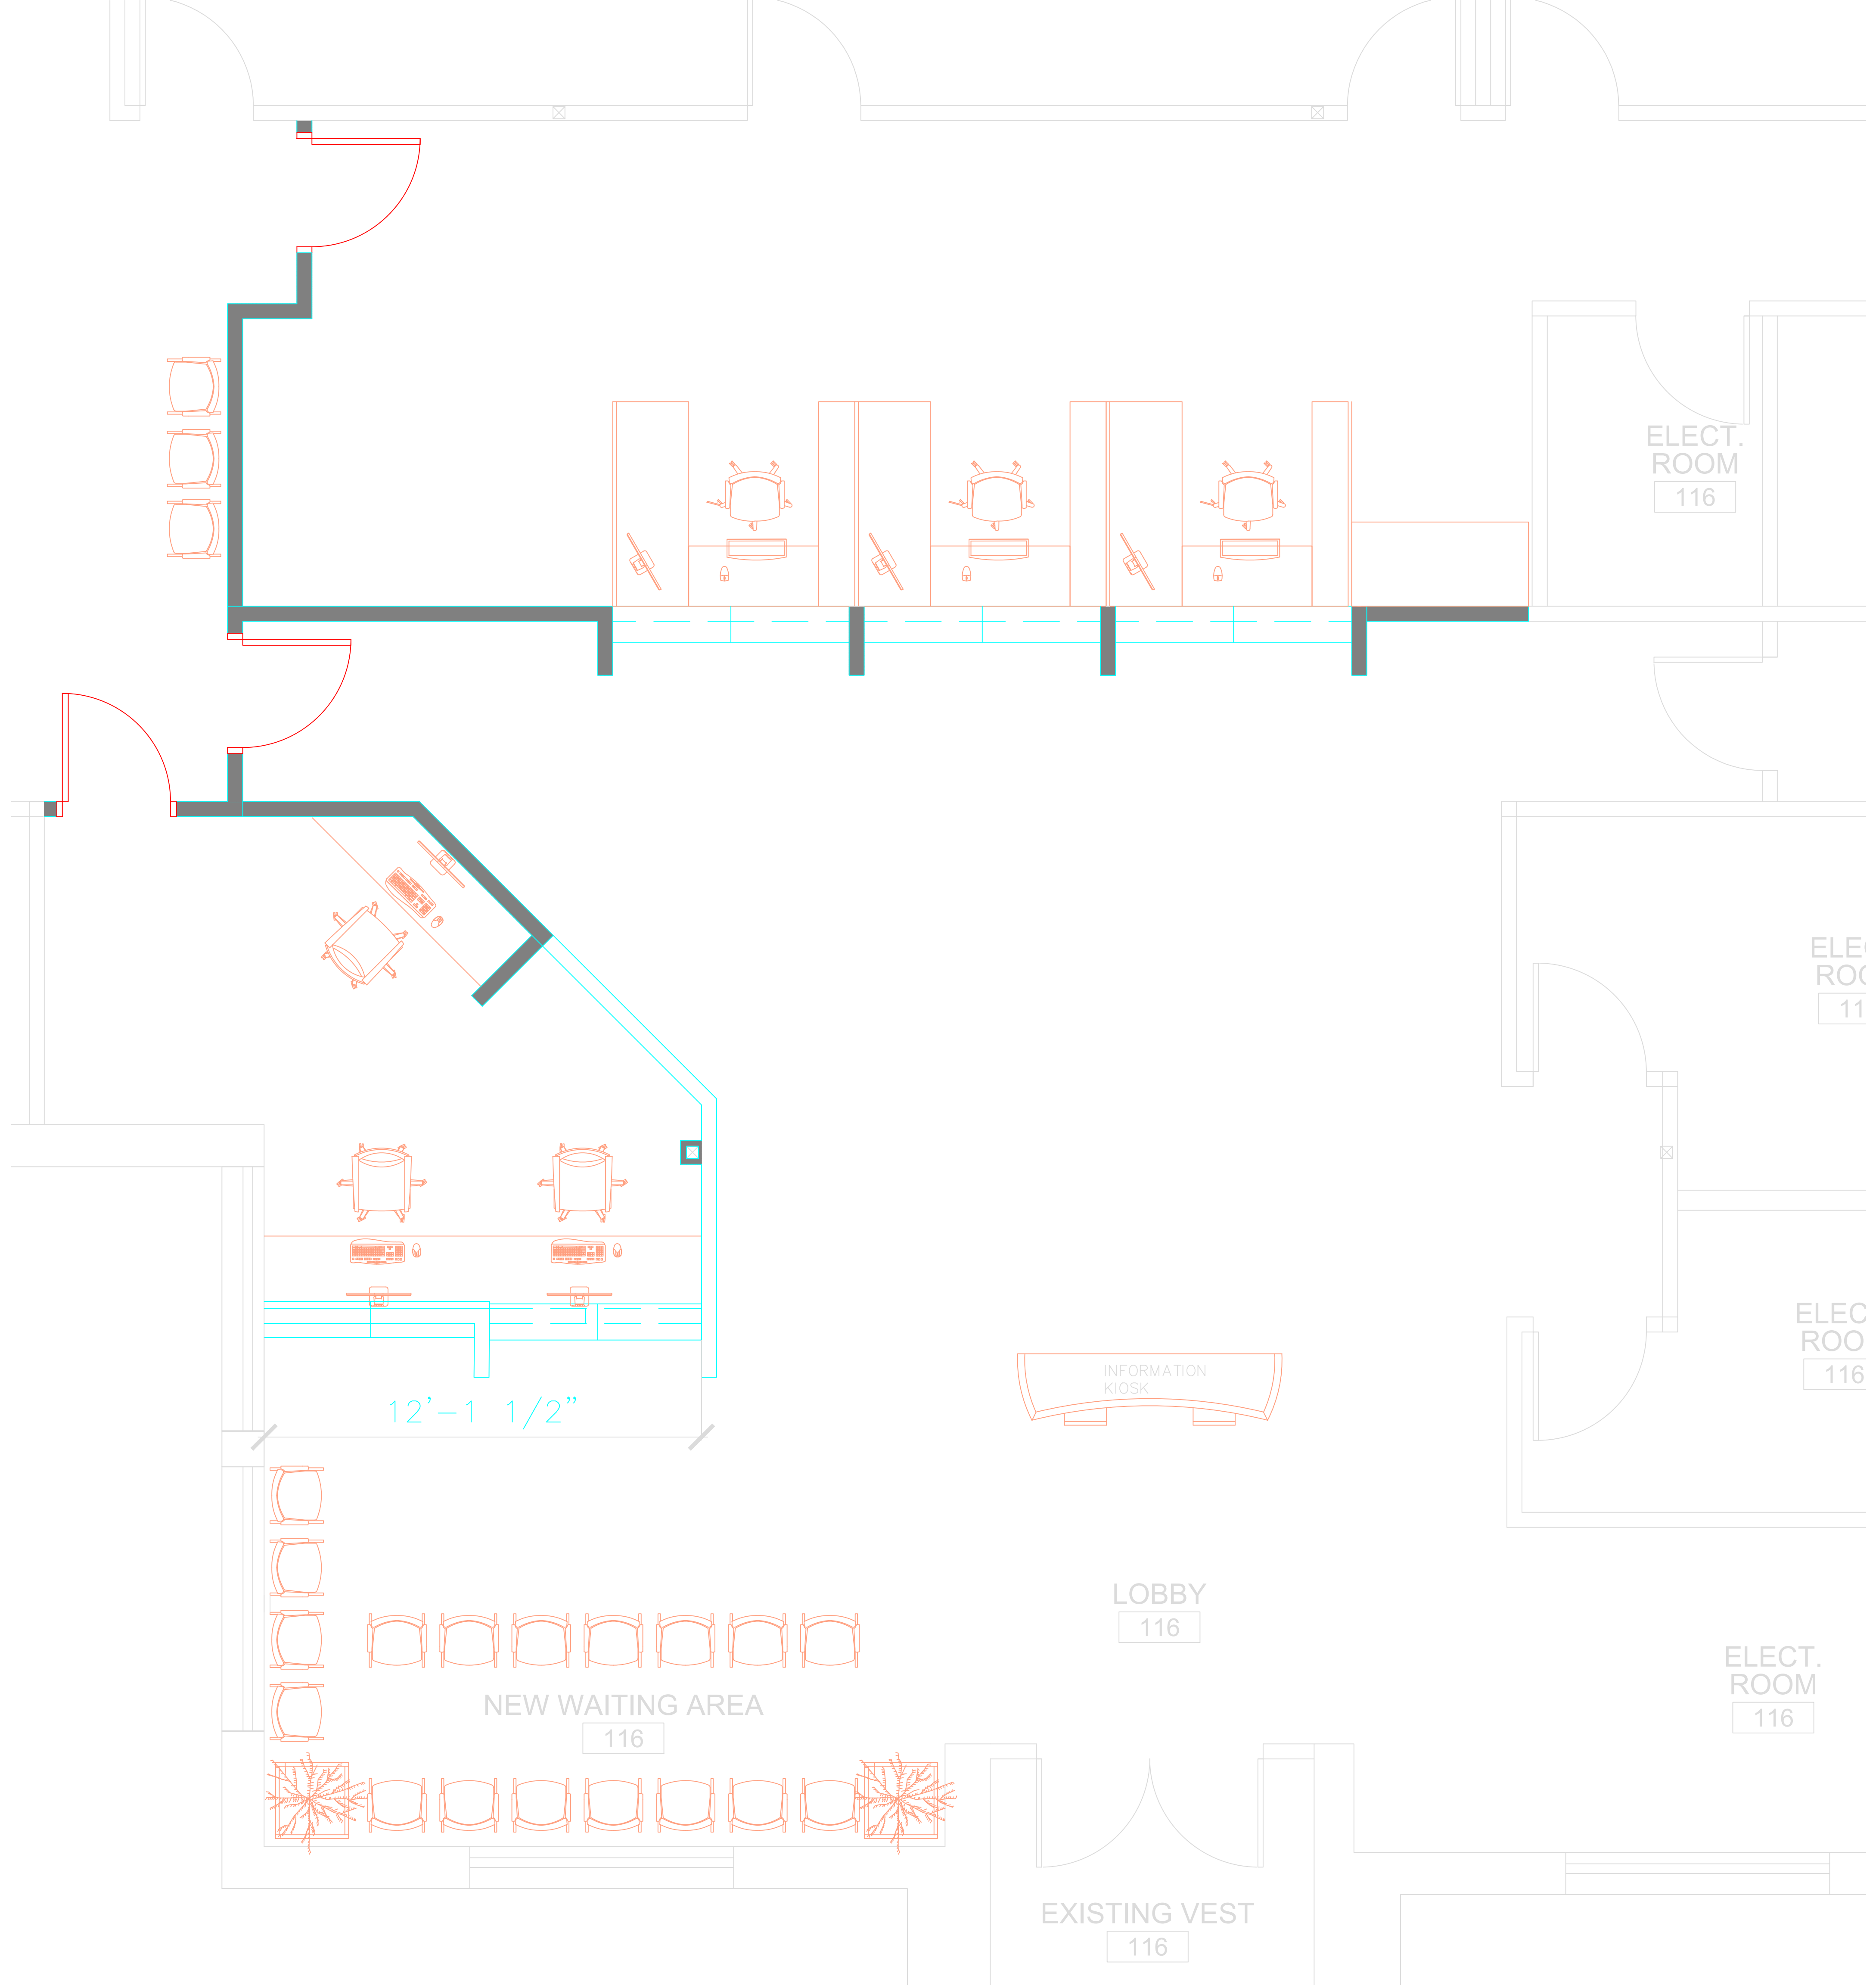 ELECT.
ROOM
116
INFORMATION
KIOSK
12'-1 1/2"
LOBBY
116
NEW WAITING AREA
116
ELECT.
ROOM
116
EXISTING VEST
116